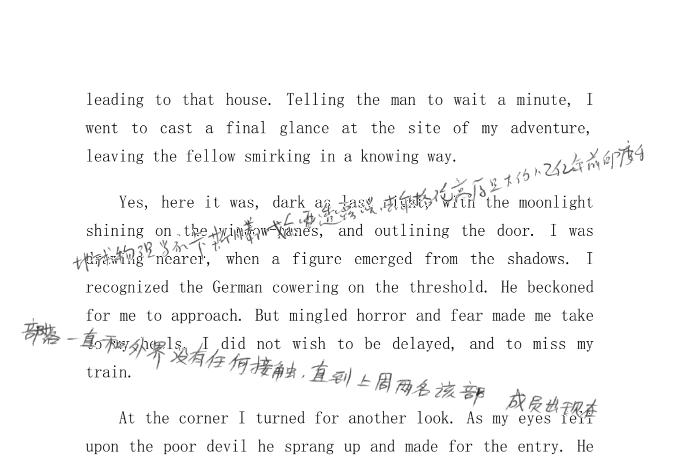 leading to that house. Telling the man to wait a minute, I
went to cast a final glance at the site of my adventure,
leaving the fellow smirking in a knowing way.
Yes, here it was, dark as last night, with the moonlight
shining on the window panes, and outlining the door. I was
drawing nearer, when a figure emerged from the shadows. I
recognized the German cowering on the threshold. He beckoned
for me to approach. But mingled horror and fear made me take
to my heels. I did not wish to be delayed, and to miss my
部落一直和外界没有任何接触,直到上周两名该部
train.
成员出现在
At the corner I turned for another look. As my eyes fell
upon the poor devil he sprang up and made for the entry. He